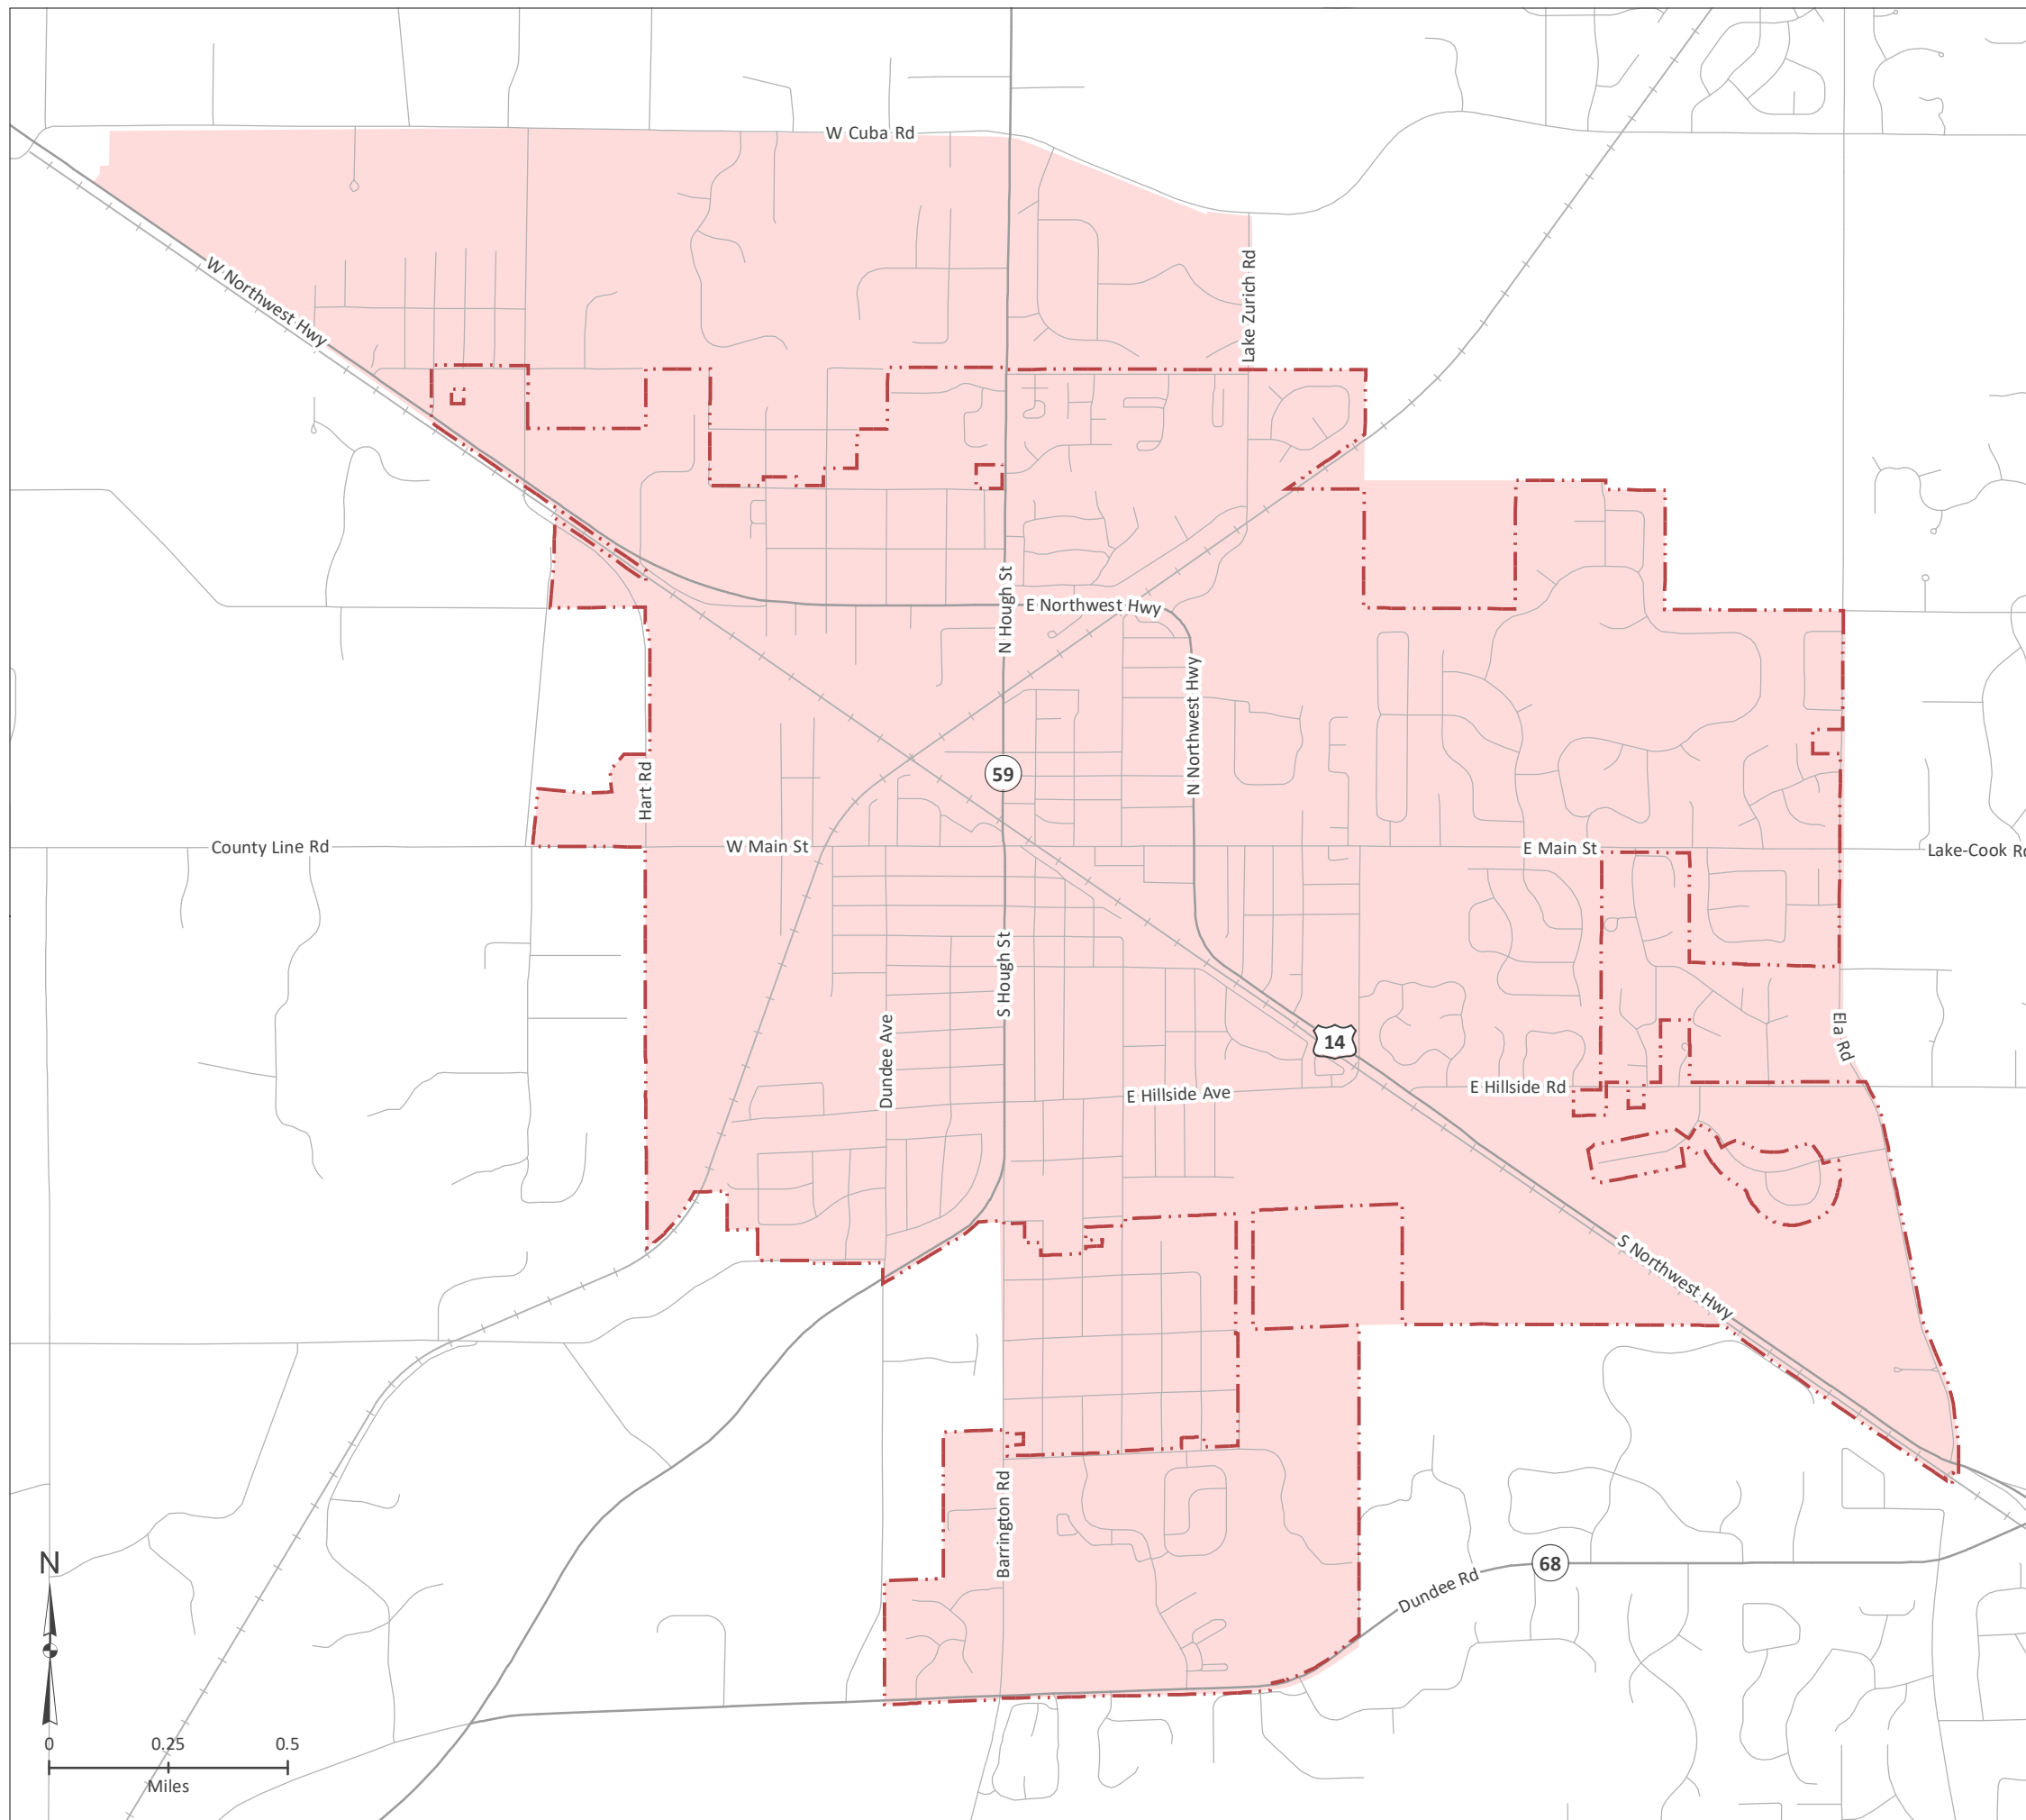 W Cuba Rd
W Northwest Hwy
Lake Zurich Rd
N Hough St
E Northwest Hwy
N Northwest Hwy
59
Hart Rd
County Line Rd
W Main St
E Main St
Lake-Cook Rd
S Hough St
Dundee Ave
14
Ela Rd
E Hillside Ave
E Hillside Rd
S Northwest Hwy
Barrington Rd
68
Dundee Rd
N
0
0.25
0.5
Miles